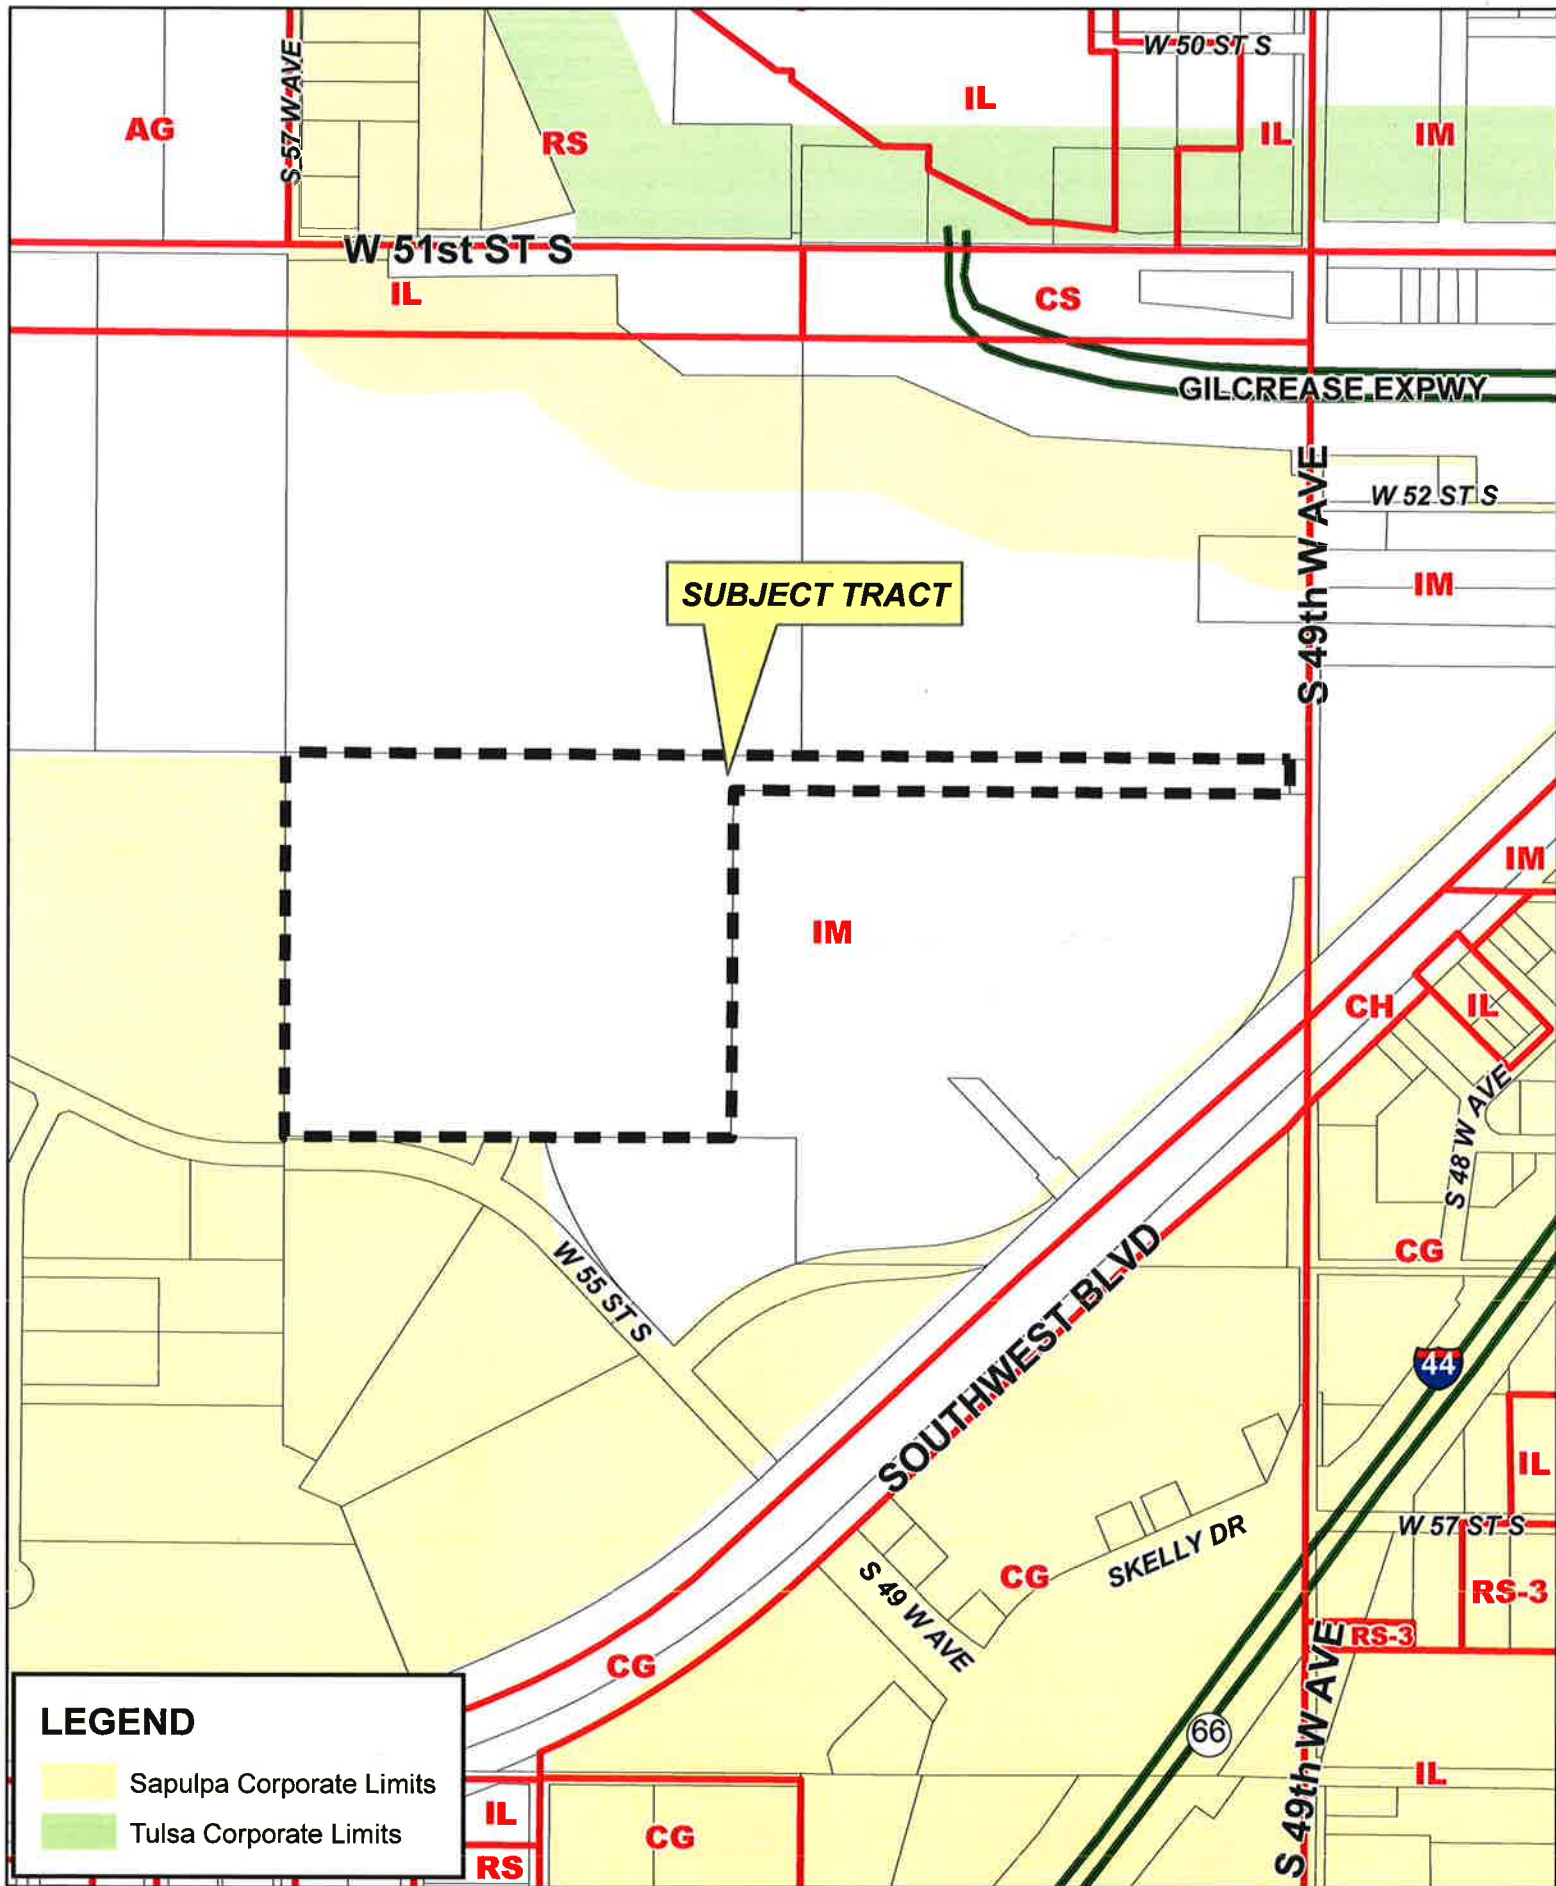 W 50 ST S
S 57 W AVE
AG
RS
IL
IL
IM
W 51st ST S
IL
CS
GILCREASE EXPWY
S 49th W AVE
W 52 ST S
IM
SUBJECT TRACT
IM
IM
CH
IL
S 48 W AVE
CG
W 55 ST S
SOUTHWEST BLVD
44
IL
W 57 ST S
SKELLY DR
CG
S 49 W AVE
RS-3
RS-3
CG
66
S 49th W AVE
IL
LEGEND
Sapulpa Corporate Limits
Tulsa Corporate Limits
IL
CG
RS